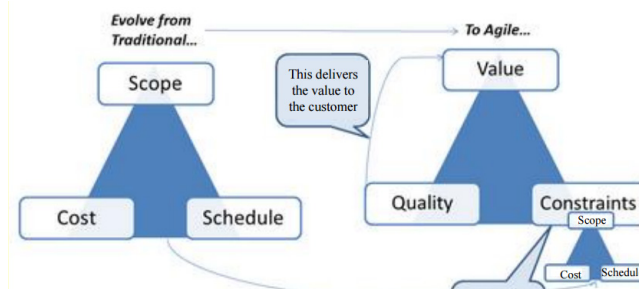 Evolve from
Traditional...
To Agile...
Scope
This delivers
the value to
the customer
Value
Cost
Schedule
Quality
Constraints
Scope
Cost
Schedul